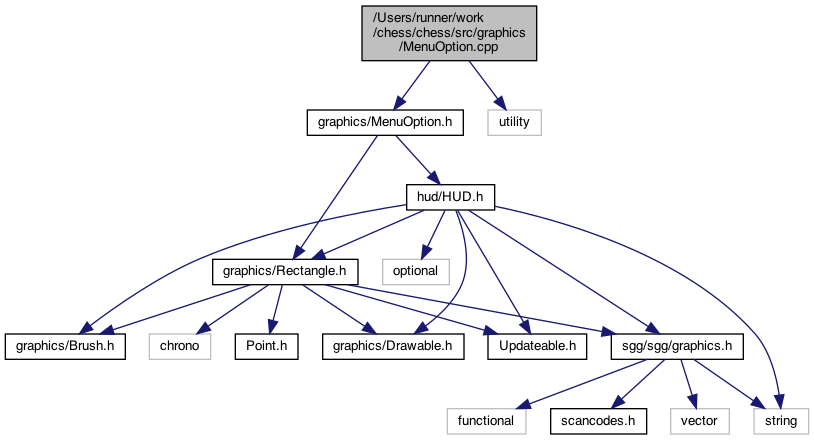 /Users/runner/work
/chess/chess/src/graphics
/MenuOption.cpp
graphics/MenuOption.h
utility
hud/HUD.h
graphics/Rectangle.h
optional
graphics/Brush.h
chrono
Point.h
graphics/Drawable.h
Updateable.h
sgg/sgg/graphics.h
functional
scancodes.h
vector
string